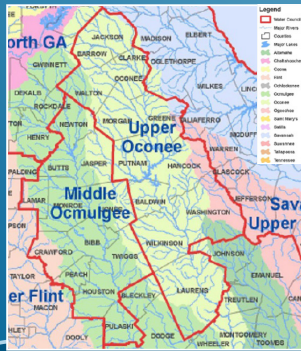 Legend
Water Council
Major Rivers
Counties
Major Lakes
Altamaha
Chattahoochee
Coosa
Flint
Ochlockonee
Ocmulgee
Oconee
Ogeechee
Saint Mary's
Satilla
Savannah
Suwannee
Tallapoosa
Tennessee
orth GA
JACKSON
MADISON
ELBERT
BARROW
CLARKE
OGLETHORPE
GWINNETT
OCONEE
WILKES
LINC
DEKALB
WALTON
ROCKDALE
MORGAN
GREENE
TALIAFERRO
NEWTON
MCDUFF
HENRY
Upper
Oconee
WARREN
BUTTS
JASPER
PUTNAM
HANCOCK
GLASCOCK
PALDING
LAMAR
MONROE
JONES
BALDWIN
JEFFERSON
Middle
Ocmulgee
WASHINGTON
Sava
Upper
BIBB
WILKINSON
CRAWFORD
TWIGGS
JOHNSON
PEACH
EMANUEL
TAYLOR
HOUSTON
BLECKLEY
LAURENS
TREUTLEN
er Flint
MACON
PULASKI
DODGE
MONTGOMERY
TOOMBS
DOOLY
WHEELER
HLEY